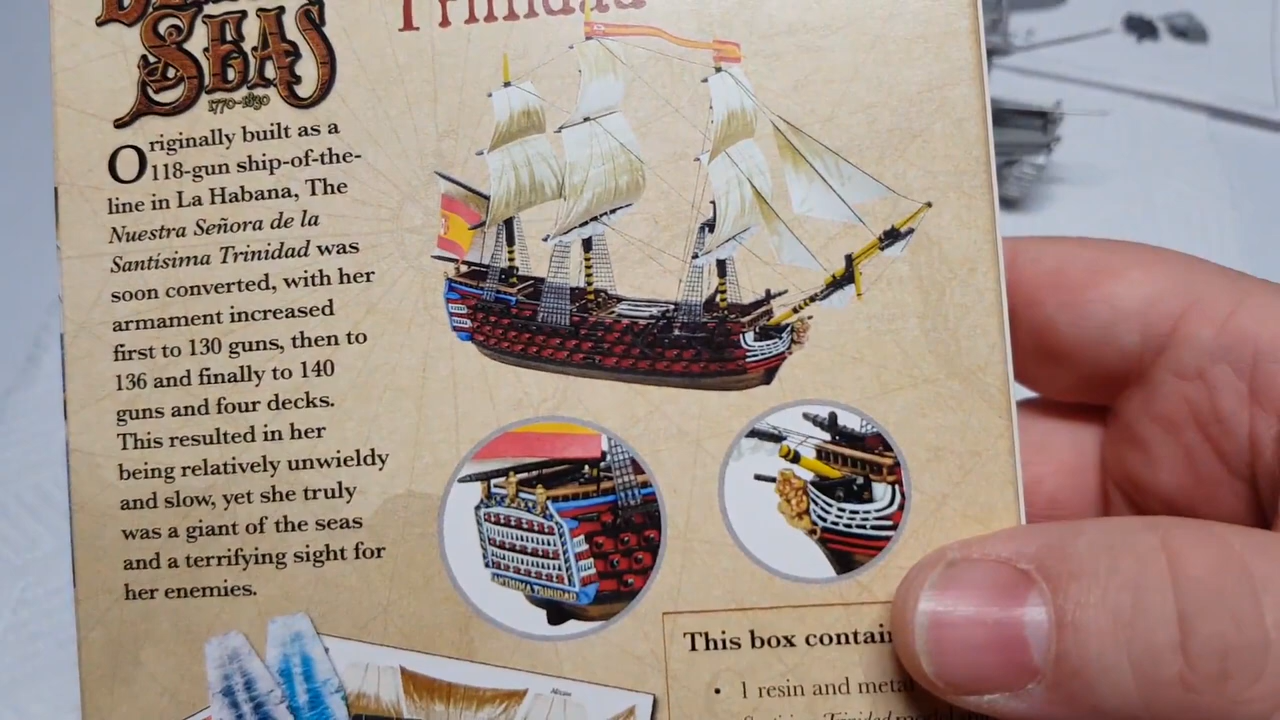 Trinidad
SEAS
1770-1830
Originally built as a
118-gun ship-of-the-
line in La Habana, The
Nuestra Señora de la
Santísima Trinidad was
soon converted, with her
armament increased
first to 130 guns, then to
136 and finally to 140
guns and four decks.
This resulted in her
being relatively unwieldy
and slow, yet she truly
was a giant of the seas
and a terrifying sight for
her enemies.
TRINIDAD
This box contain
• 1 resin and meta
Trinidad